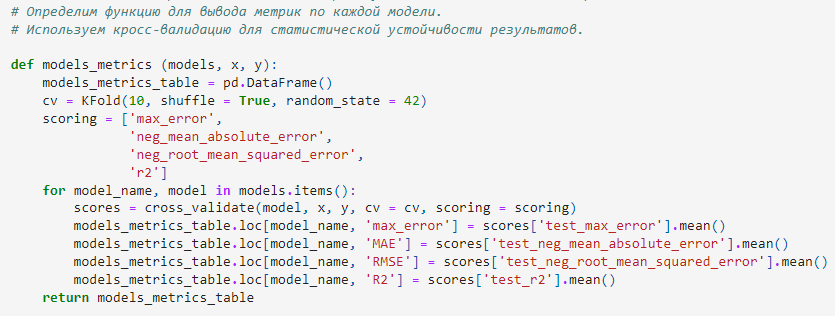 # Определим функцию для вывода метрик по каждой модели.
# Используем кросс-валидацию для статистической устойчивости результатов.
def models_metrics (models, x, y):
    models_metrics_table = pd.DataFrame()
    cv = KFold(10, shuffle = True, random_state = 42)
    scoring = ['max_error',
               'neg_mean_absolute_error',
               'neg_root_mean_squared_error',
               'r2']
    for model_name, model in models.items():
        scores = cross_validate(model, x, y, cv = cv, scoring = scoring)
        models_metrics_table.loc[model_name, 'max_error'] = scores['test_max_error'].mean()
        models_metrics_table.loc[model_name, 'MAE'] = scores['test_neg_mean_absolute_error'].mean()
        models_metrics_table.loc[model_name, 'RMSE'] = scores['test_neg_root_mean_squared_error'].mean()
        models_metrics_table.loc[model_name, 'R2'] = scores['test_r2'].mean()
    return models_metrics_table